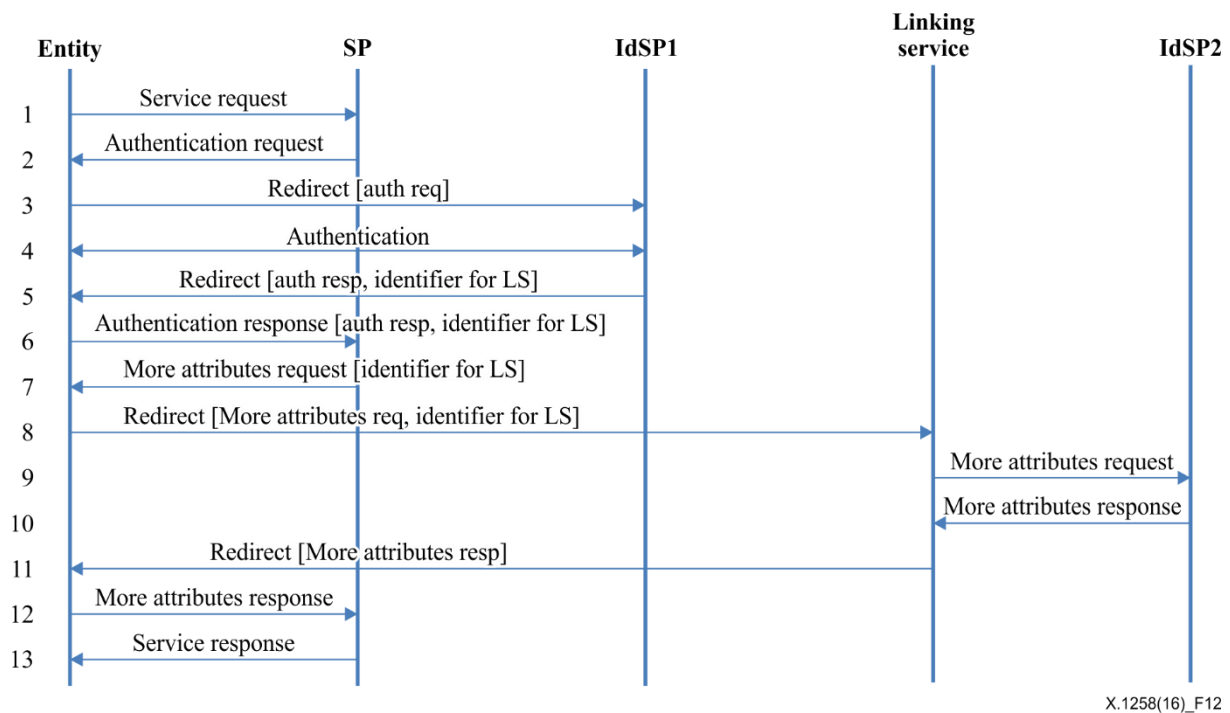 Entity
SP
IdSP1
Linking
service
IdSP2
1
Service request
2
Authentication request
3
Redirect [auth req]
4
Authentication
5
Redirect [auth resp, identifier for LS]
6
Authentication response [auth resp, identifier for LS]
7
More attributes request [identifier for LS]
8
Redirect [More attributes req, identifier for LS]
9
More attributes request
10
More attributes response
11
Redirect [More attributes resp]
12
More attributes response
13
Service response
X.1258(16)_F12